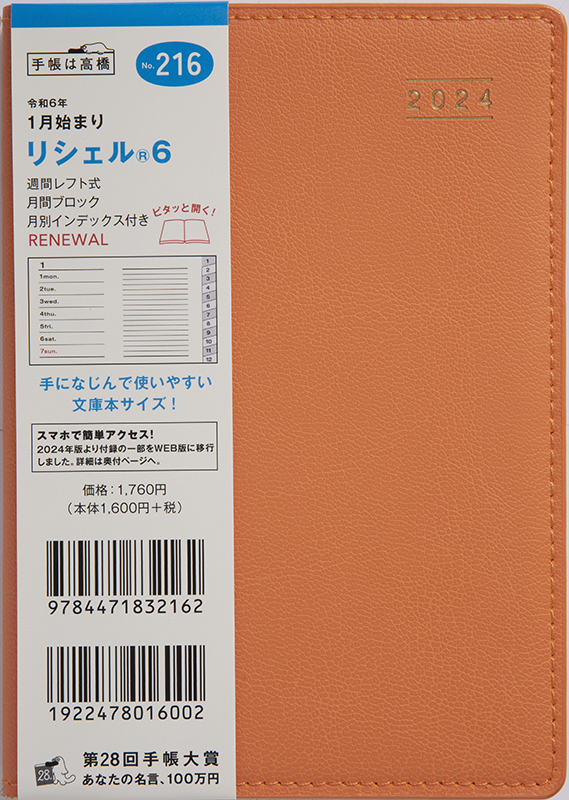 手帳は高橋
No.216
2024
令和6年
1月始まり
リシェル®6
週間レフト式
月間ブロック
月別インデックス付き
ピタッと開く!
RENEWAL
1
1mon.
2tue.
3wed.
4thu.
5fri.
6sat.
7sun.
1
2
3
4
5
6
7
8
9
10
11
12
手になじんで使いやすい
文庫本サイズ!
スマホで簡単アクセス!
2024年版より付録の一部をWEB版に移行
しました。詳細は奥付ページへ。
価格:1,760円
(本体1,600円+税)
9784471832162
1922478016002
28th
第28回手帳大賞
あなたの名言、100万円